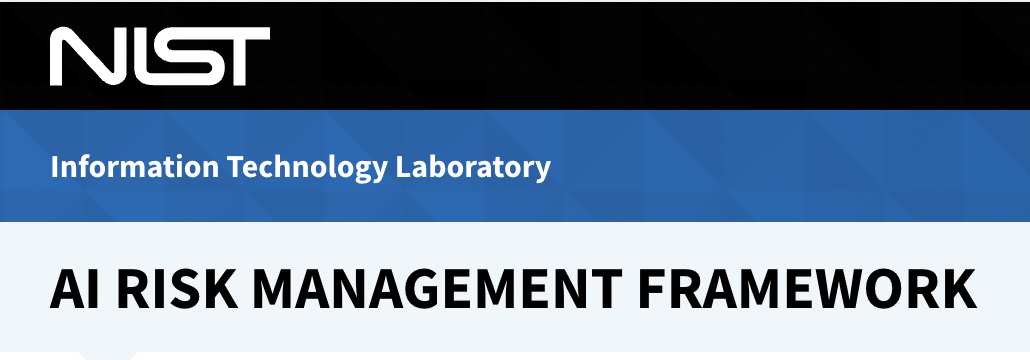 NIST
Information Technology Laboratory
AI RISK MANAGEMENT FRAMEWORK